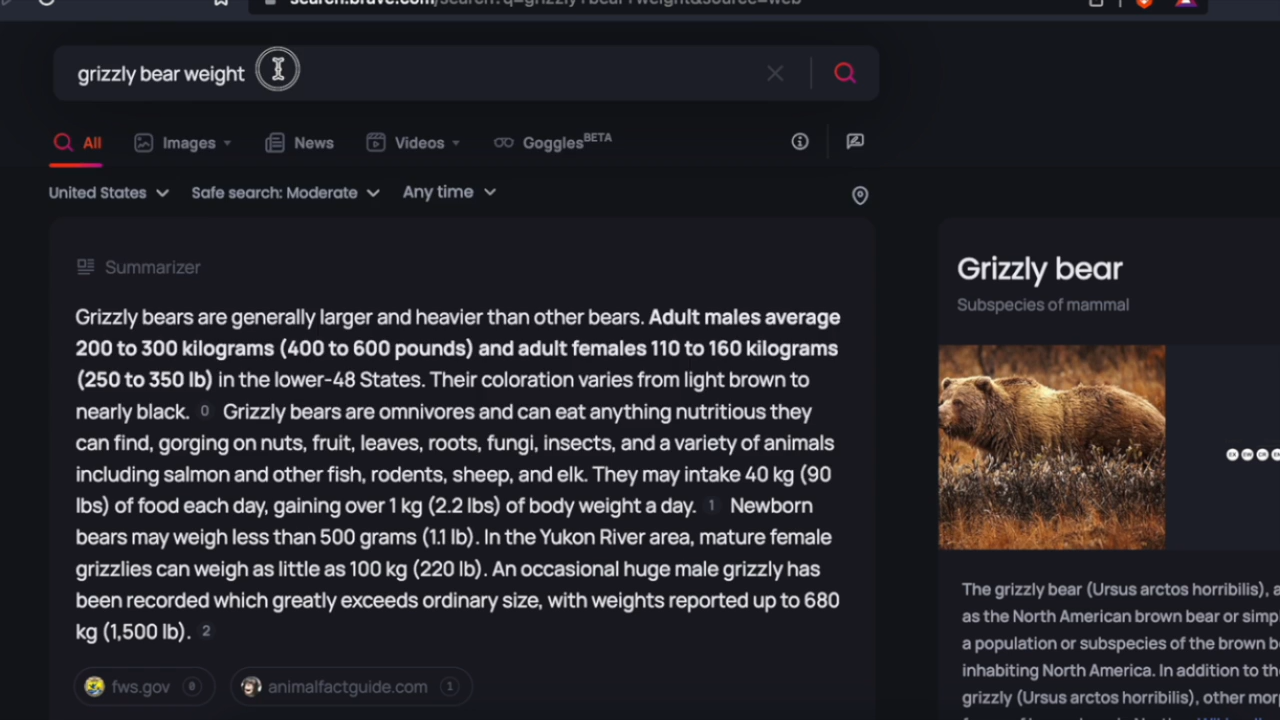 search.brave.com/search?q=grizzly+bear+weight&source=web
grizzly bear weight
All Images News Videos Goggles BETA
United States Safe search: Moderate Any time
Summarizer
Grizzly bears are generally larger and heavier than other bears. Adult males average
200 to 300 kilograms (400 to 600 pounds) and adult females 110 to 160 kilograms
(250 to 350 lb) in the lower-48 States. Their coloration varies from light brown to
nearly black. 0 Grizzly bears are omnivores and can eat anything nutritious they
can find, gorging on nuts, fruit, leaves, roots, fungi, insects, and a variety of animals
including salmon and other fish, rodents, sheep, and elk. They may intake 40 kg (90
lbs) of food each day, gaining over 1 kg (2.2 lbs) of body weight a day. 1 Newborn
bears may weigh less than 500 grams (1.1 lb). In the Yukon River area, mature female
grizzlies can weigh as little as 100 kg (220 lb). An occasional huge male grizzly has
been recorded which greatly exceeds ordinary size, with weights reported up to 680
kg (1,500 lb). 2
fws.gov 0 animalfactguide.com 1
Grizzly bear
Subspecies of mammal
The grizzly bear (Ursus arctos horribilis), a
as the North American brown bear or simp
a population or subspecies of the brown b
inhabiting North America. In addition to th
grizzly (Ursus arctos horribilis), other mor